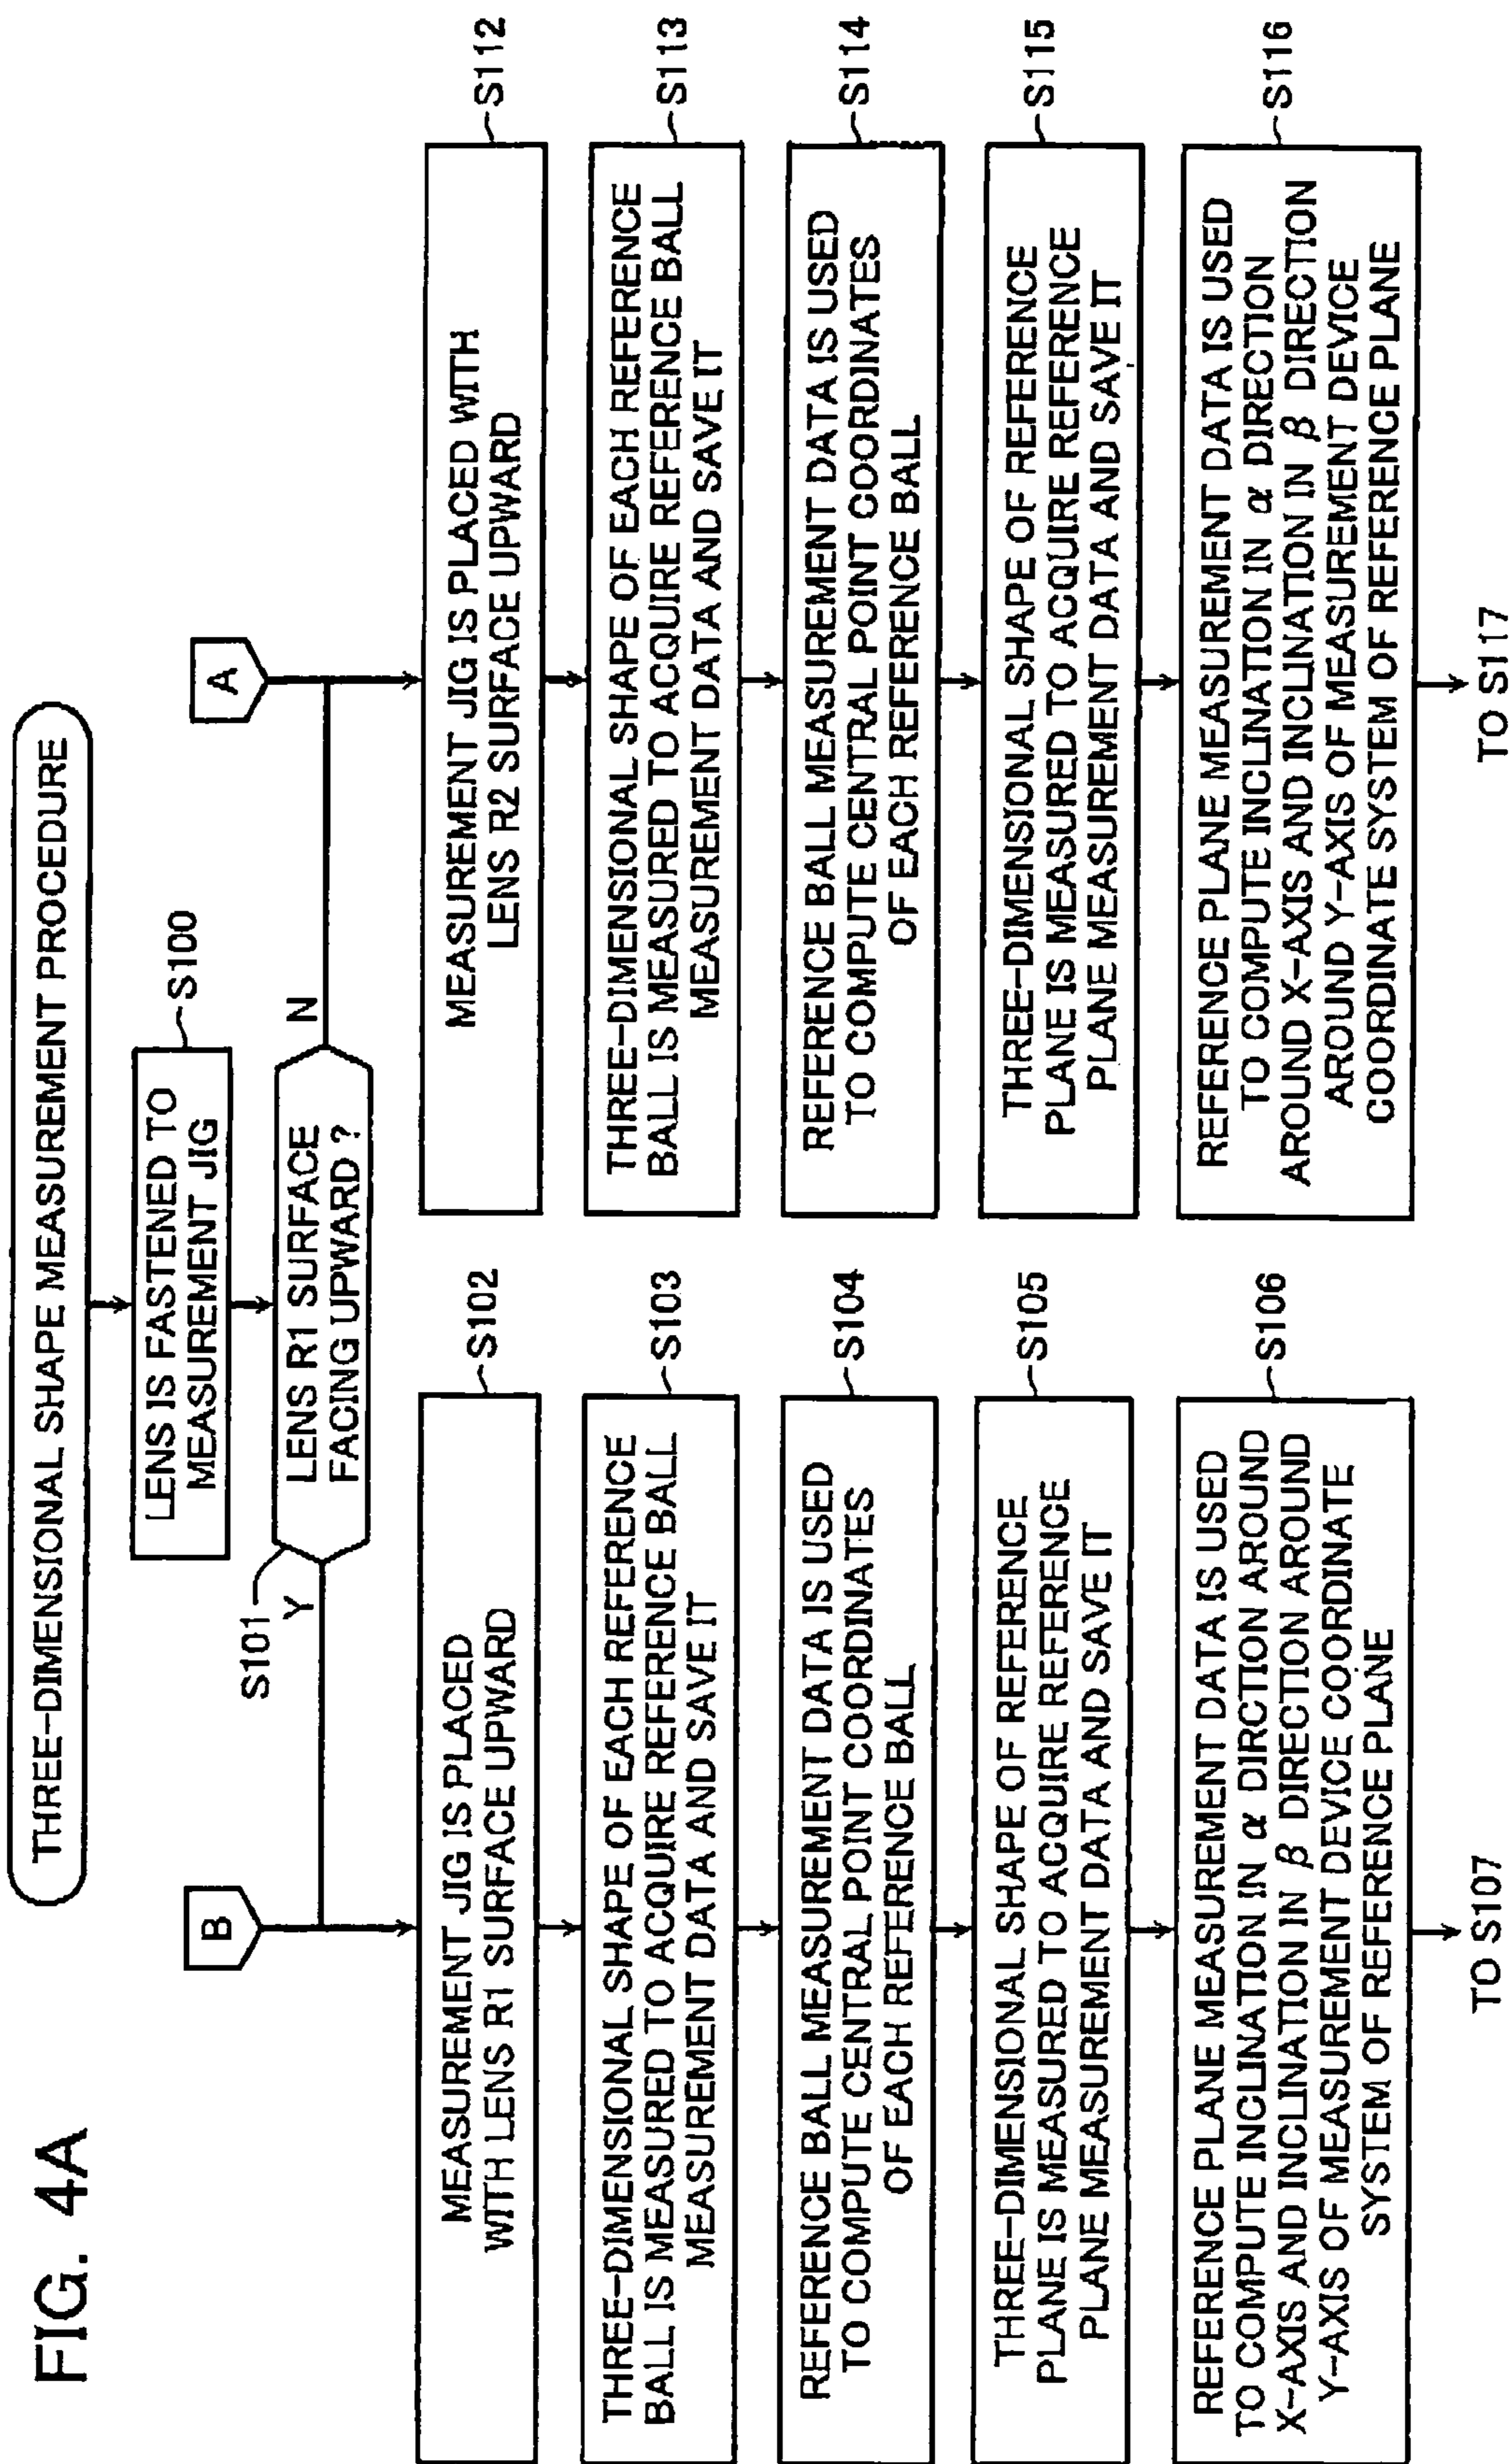 FIG. 4A
THREE-DIMENSIONAL SHAPE MEASUREMENT PROCEDURE
LENS IS FASTENED TO
MEASUREMENT JIG
S100
S101
LENS R1 SURFACE
FACING UPWARD ?
Y
N
B
MEASUREMENT JIG IS PLACED
WITH LENS R1 SURFACE UPWARD
S102
THREE-DIMENSIONAL SHAPE OF EACH REFERENCE
BALL IS MEASURED TO ACQUIRE REFERENCE BALL
MEASUREMENT DATA AND SAVE IT
S103
REFERENCE BALL MEASUREMENT DATA IS USED
TO COMPUTE CENTRAL POINT COORDINATES
OF EACH REFERENCE BALL
S104
THREE-DIMENSIONAL SHAPE OF REFERENCE
PLANE IS MEASURED TO ACQUIRE REFERENCE
PLANE MEASUREMENT DATA AND SAVE IT
S105
REFERENCE PLANE MEASUREMENT DATA IS USED
TO COMPUTE INCLINATION IN α DIRCTION AROUND
X-AXIS AND INCLINATION IN β DIRECTION AROUND
Y-AXIS OF MEASUREMENT DEVICE COORDINATE
SYSTEM OF REFERENCE PLANE
S106
TO S107
A
MEASUREMENT JIG IS PLACED WITH
LENS R2 SURFACE UPWARD
S112
THREE-DIMENSIONAL SHAPE OF EACH REFERENCE
BALL IS MEASURED TO ACQUIRE REFERENCE BALL
MEASUREMENT DATA AND SAVE IT
S113
REFERENCE BALL MEASUREMENT DATA IS USED
TO COMPUTE CENTRAL POINT COORDINATES
OF EACH REFERENCE BALL
S114
THREE-DIMENSIONAL SHAPE OF REFERENCE
PLANE IS MEASURED TO ACQUIRE REFERENCE
PLANE MEASUREMENT DATA AND SAVE IT
S115
REFERENCE PLANE MEASUREMENT DATA IS USED
TO COMPUTE INCLINATION IN α DIRECTION
AROUND X-AXIS AND INCLINATION IN β DIRECTION
AROUND Y-AXIS OF MEASUREMENT DEVICE
COORDINATE SYSTEM OF REFERENCE PLANE
S116
TO S117